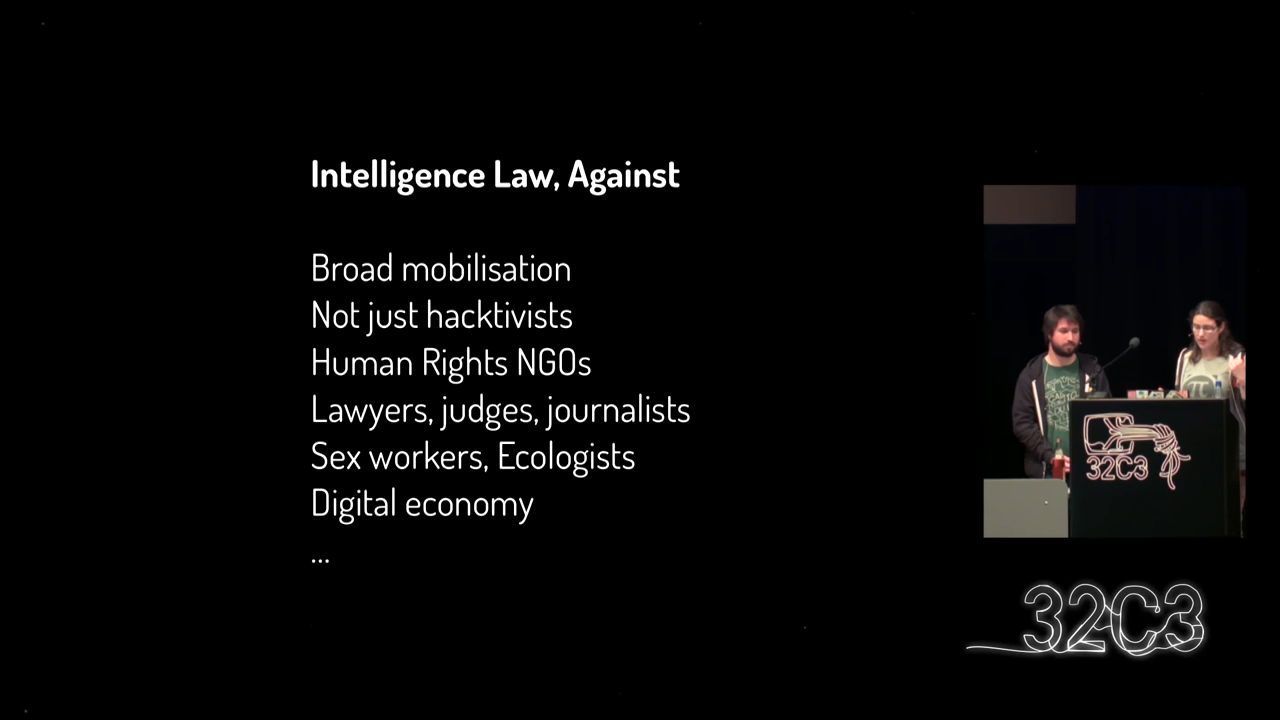 Intelligence Law, Against
Broad mobilisation
Not just hacktivists
Human Rights NGOs
Lawyers, judges, journalists
Sex workers, Ecologists
Digital economy
...
32C3
32C3